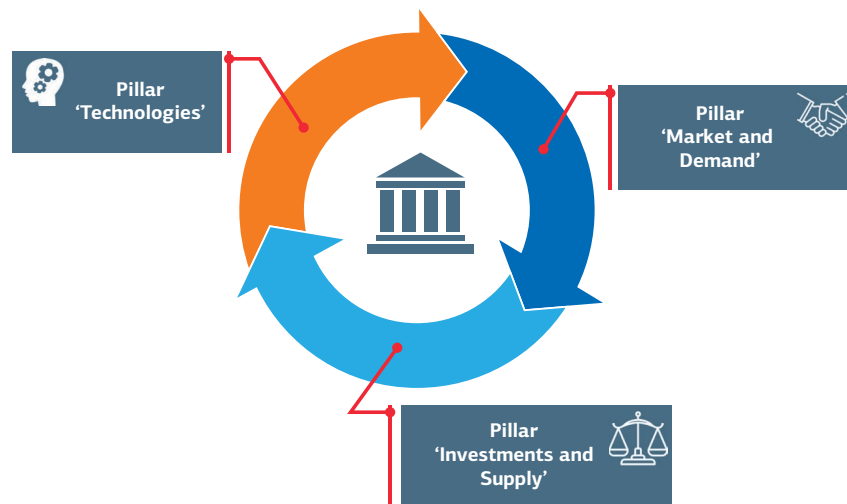 Pillar
‘Technologies’
Pillar
‘Market and
Demand’
Pillar
‘Investments and
Supply’